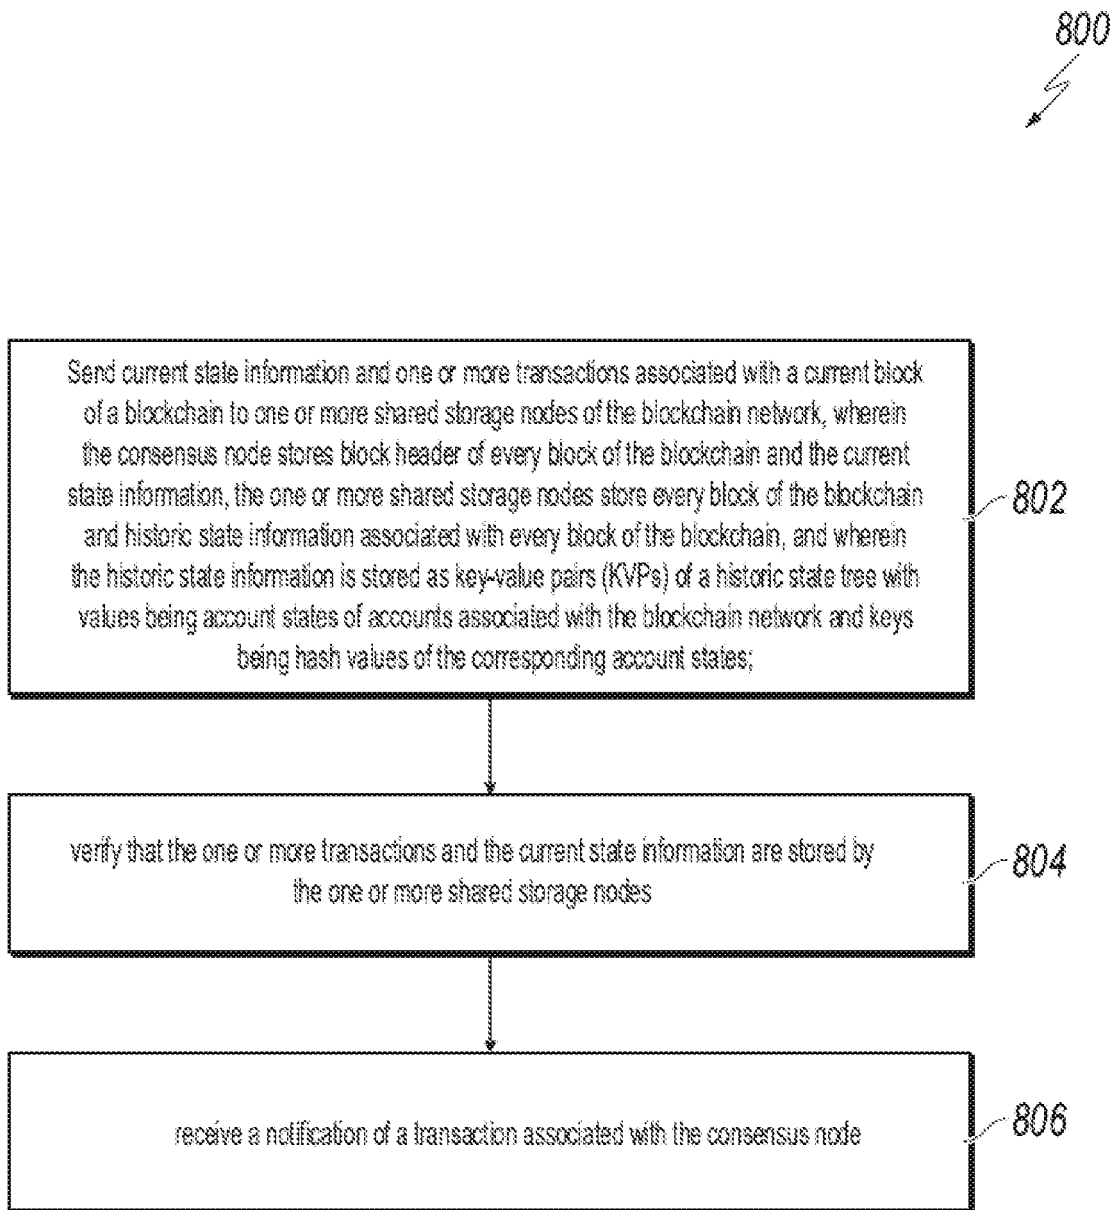 800
Send current state information and one or more transactions associated with a current block
of a blockchain to one or more shared storage nodes of the blockchain network, wherein
the consensus node stores block header of every block of the blockchain and the current
state information, the one or more shared storage nodes store every block of the blockchain
and historic state information associated with every block of the blockchain, and wherein
the historic state information is stored as key-value pairs (KVPs) of a historic state tree with
values being account states of accounts associated with the blockchain network and keys
being hash values of the corresponding account states;
802
verify that the one or more transactions and the current state information are stored by
the one or more shared storage nodes
804
receive a notification of a transaction associated with the consensus node
806